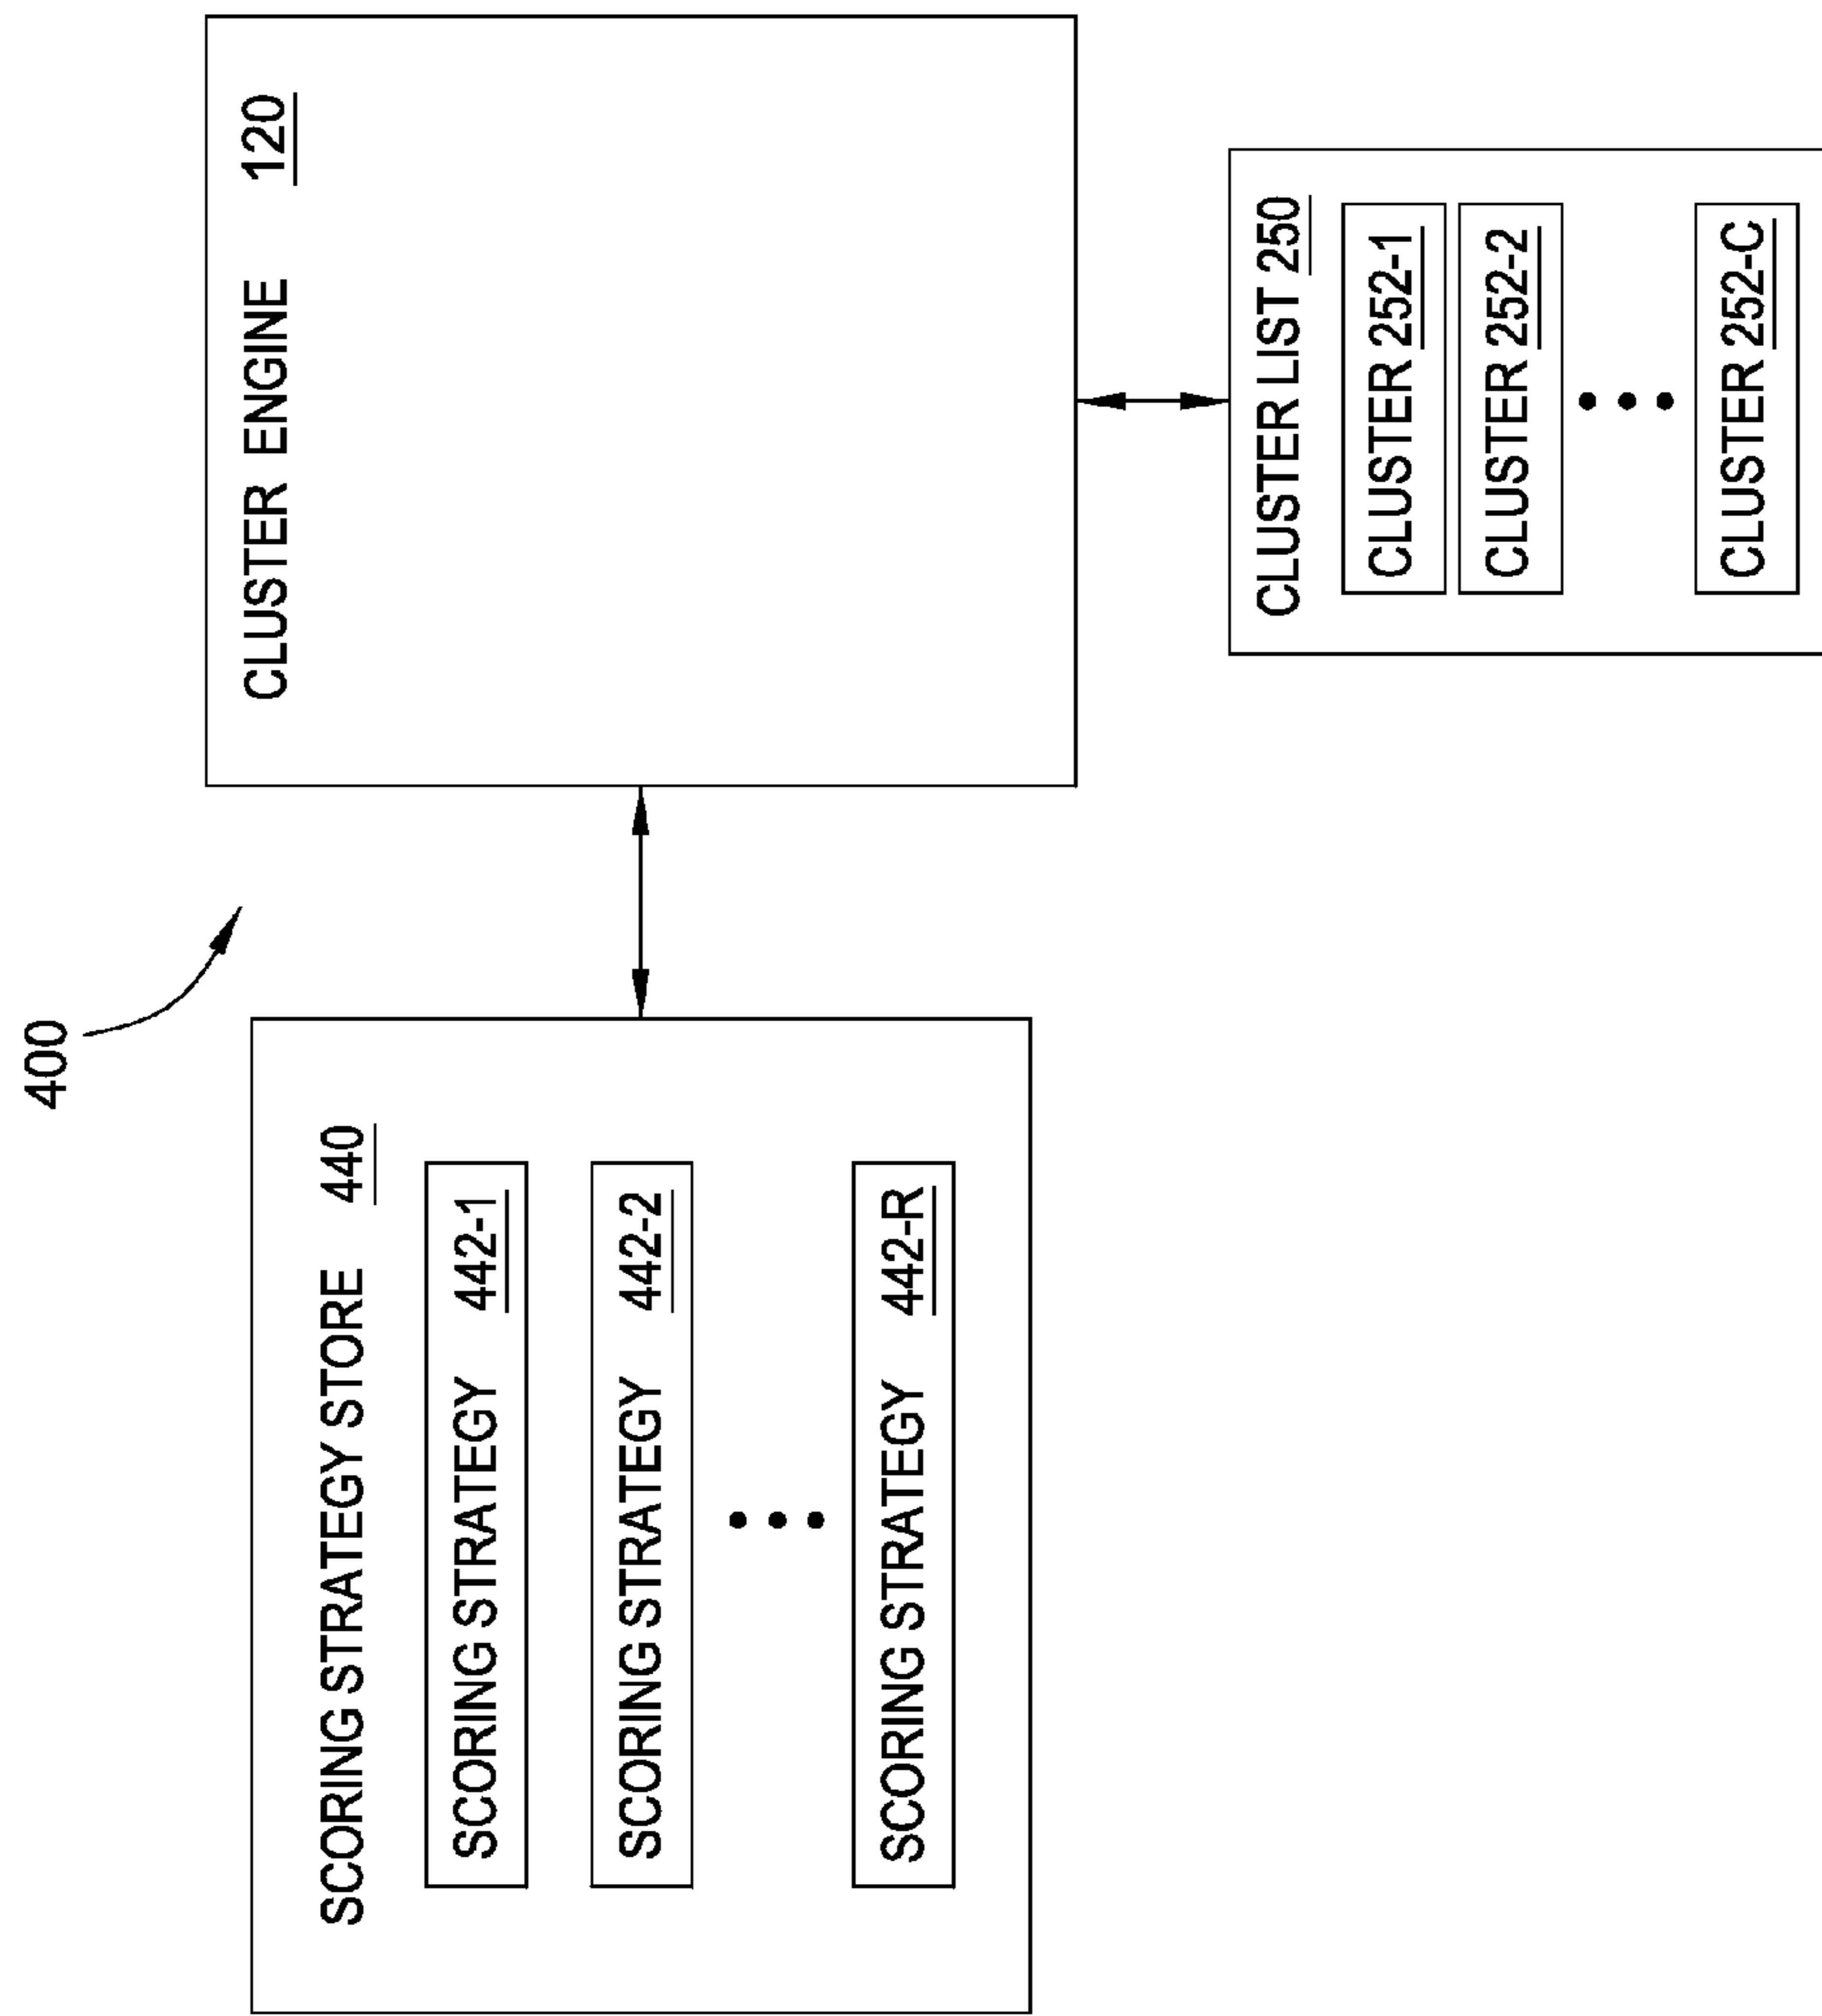 400
SCORING STRATEGY STORE 440
SCORING STRATEGY 442-1
SCORING STRATEGY 442-2
SCORING STRATEGY 442-R
CLUSTER ENGINE 120
CLUSTER LIST 250
CLUSTER 252-1
CLUSTER 252-2
CLUSTER 252-C